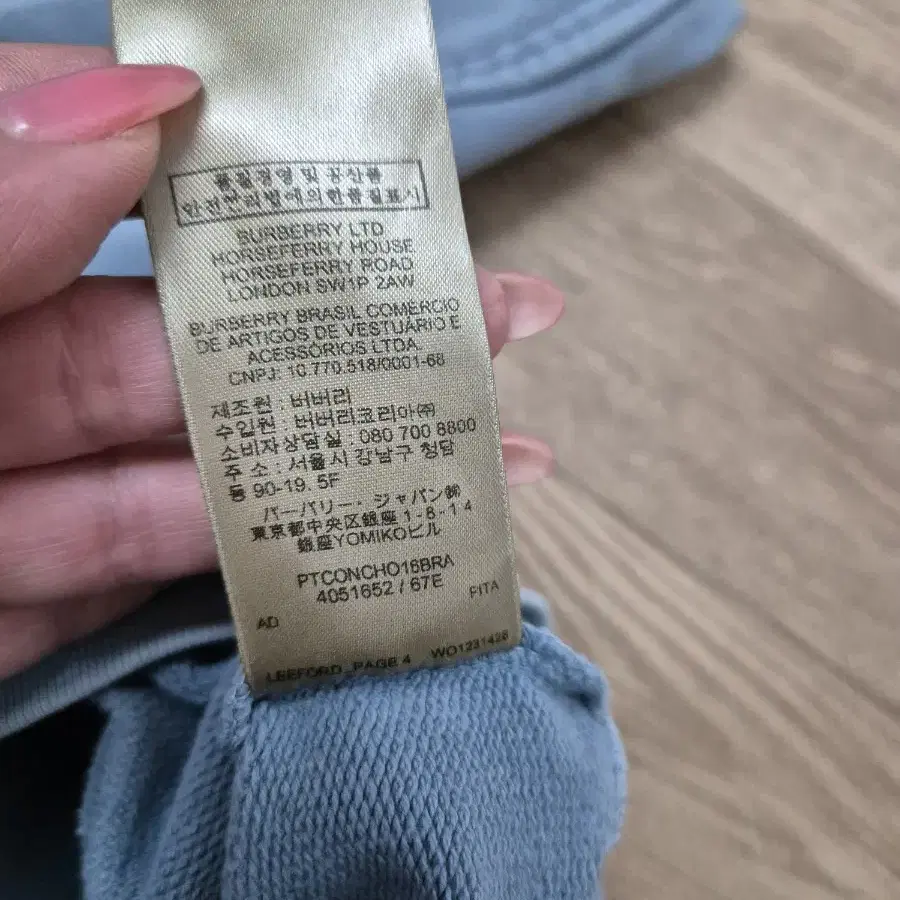 품질경영 및 공산품
안전관리법에의한품질표시
BURBERRY LTD
HORSEFERRY HOUSE
HORSEFERRY ROAD
LONDON SW1P 2AW
BURBERRY BRASIL COMERCIO
DE ARTIGOS DE VESTUÁRIO E
ACESSÓRIOS LTDA.
CNPJ: 10.770.518/0001-68
제조원 : 버버리
수입원 : 버버리코리아㈜
소비자상담실 : 080 700 8800
주 소 : 서울시 강남구 청담
동 90-19. 5F
バーバリー・ジャパン㈱
東京都中央区銀座 1-8-14
銀座YOMIKOビル
PTCONCHO16BRA
4051652 / 67E
FITA
AD
LEEFORD_PAGE 4 WO1231426